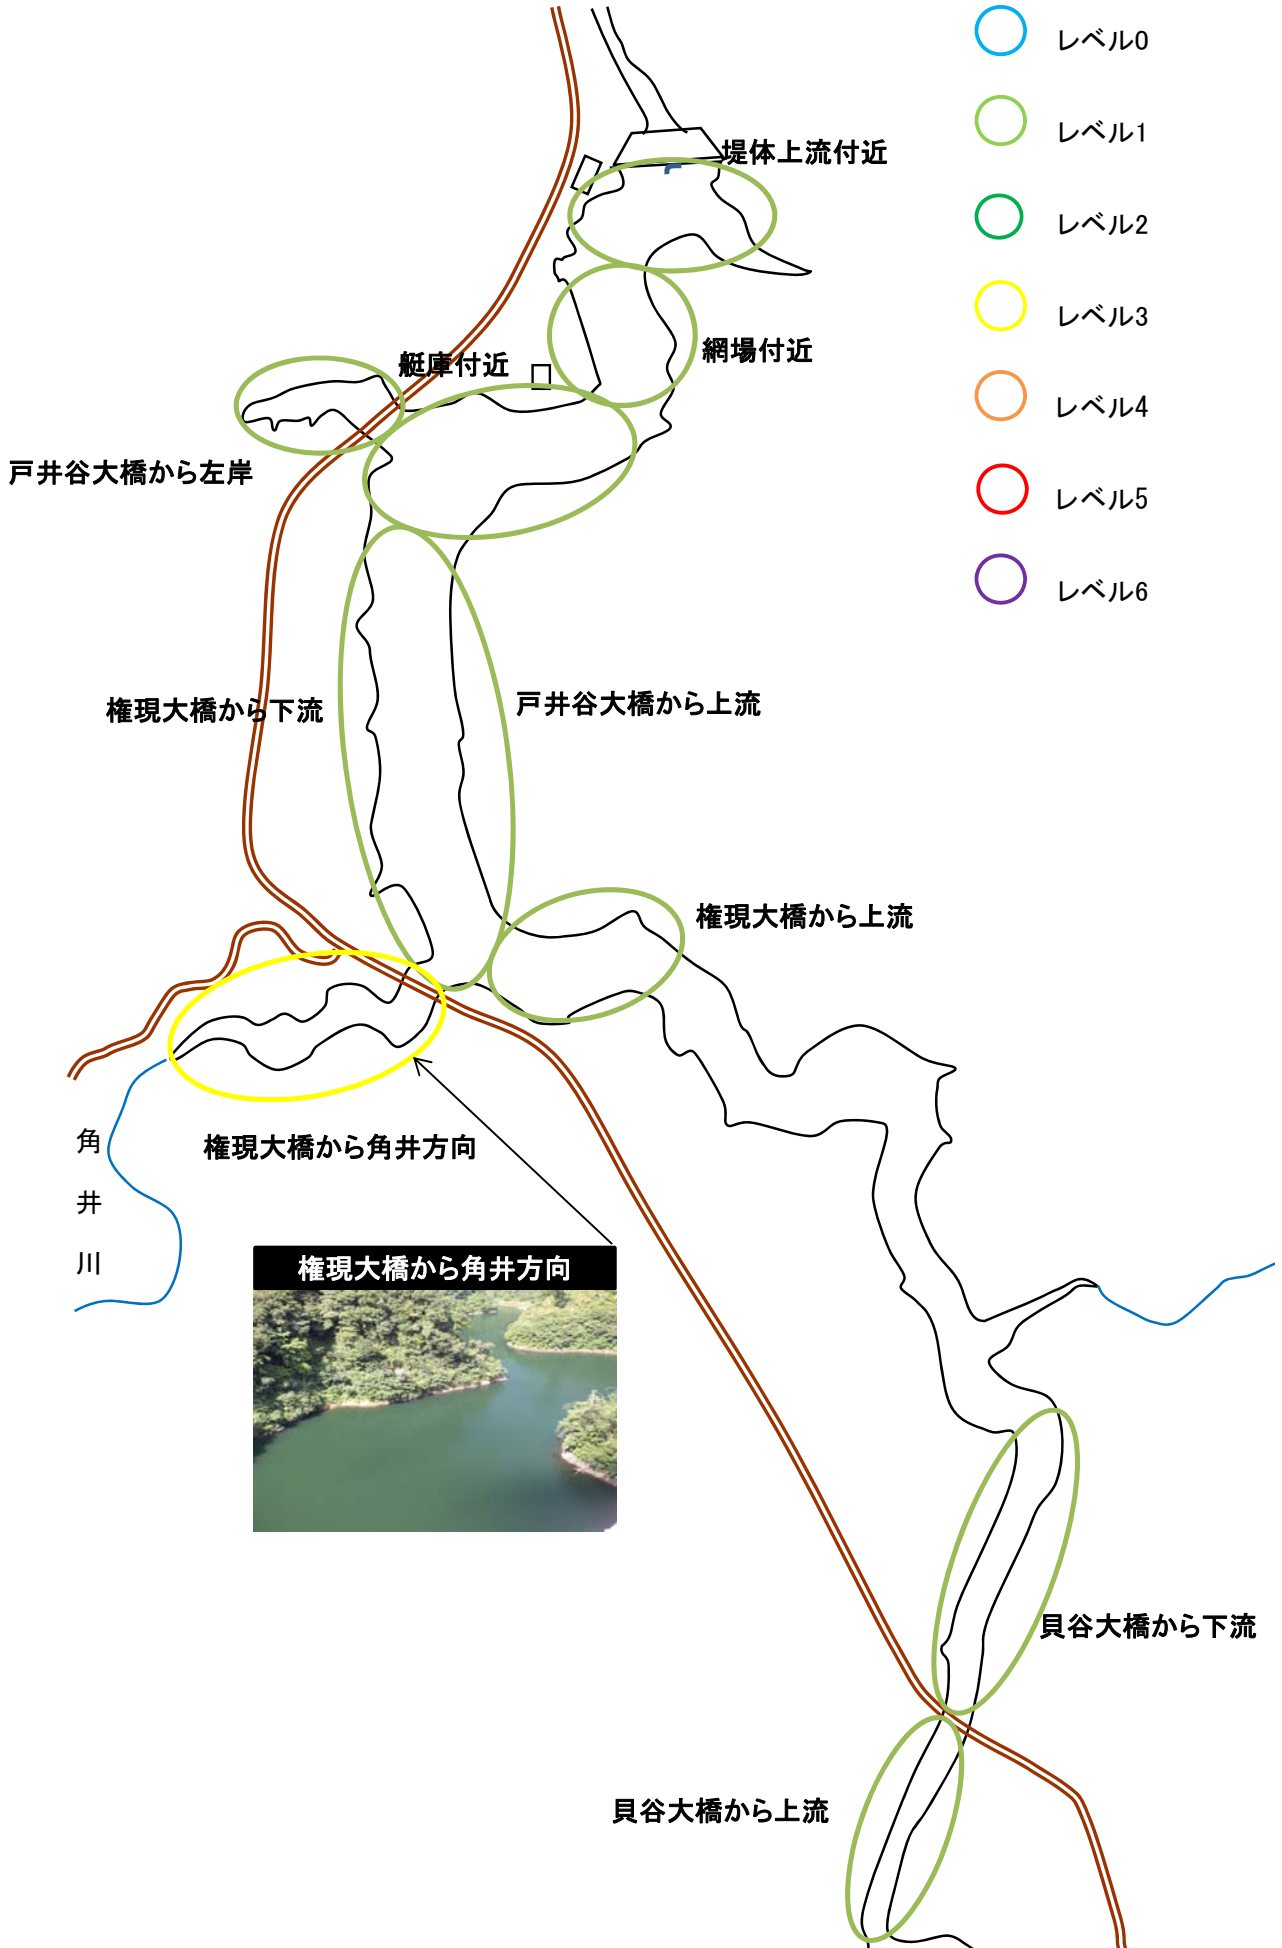 レベル0
レベル1
堤体上流付近
レベル2
レベル3
網場付近
艇庫付近
レベル4
戸井谷大橋から左岸
レベル5
レベル6
権現大橋から下流
戸井谷大橋から上流
権現大橋から上流
角井川
権現大橋から角井方向
権現大橋から角井方向
貝谷大橋から下流
貝谷大橋から上流